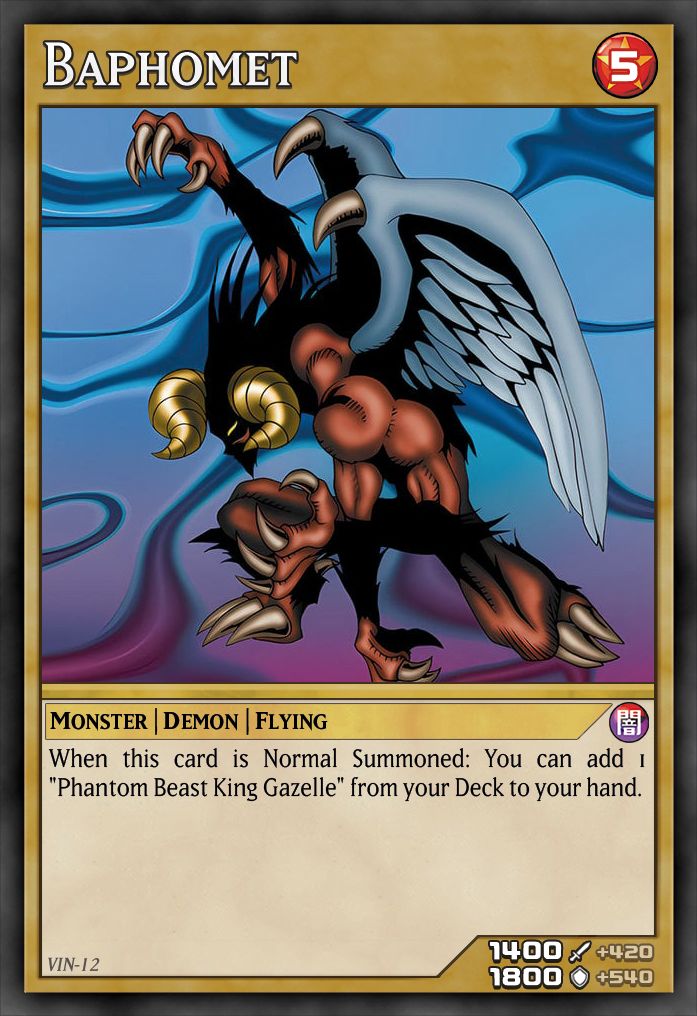 BAPHOMET
5
MONSTER | DEMON | FLYING
闇
When this card is Normal Summoned: You can add 1
"Phantom Beast King Gazelle" from your Deck to your hand.
VIN-12
1400 +420
1800 +540